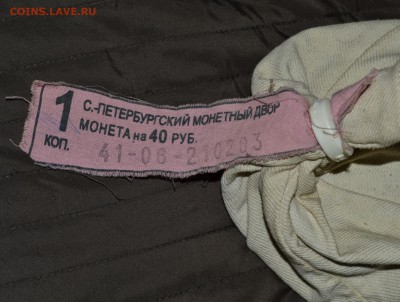 COINS.LAVE.RU
1 КОП.
С.-ПЕТЕРБУРГСКИЙ МОНЕТНЫЙ ДВОР
МОНЕТА на 40 РУБ.
41-06-210203